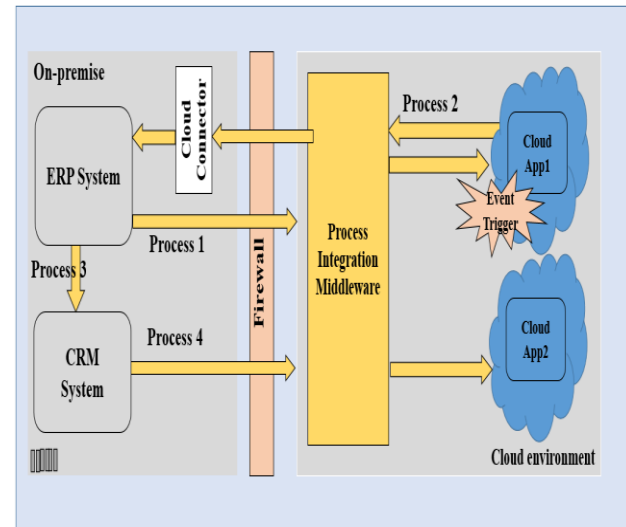 On-premise
Cloud
Connector
ERP System
Process 1
Process 3
CRM
System
Process 4
Firewall
Process
Integration
Middleware
Process 2
Cloud
App1
Event
Trigger
Cloud
App2
Cloud environment